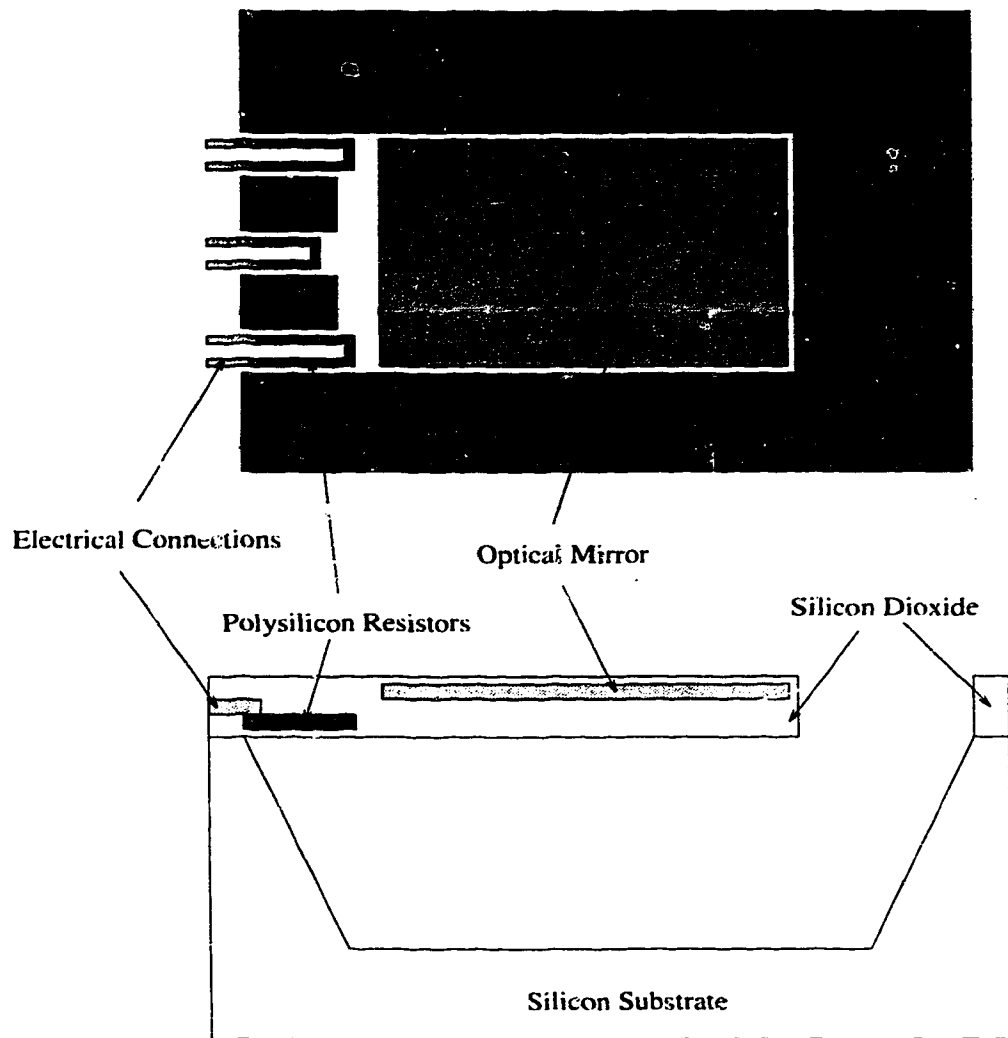 Electrical Connections
Optical Mirror
Silicon Dioxide
Polysilicon Resistors
Silicon Substrate